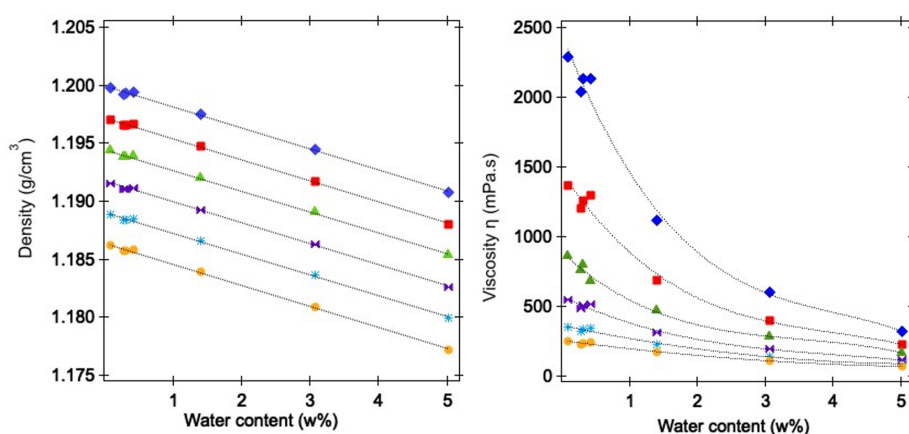 1.205
1.200
1.195
1.190
1.185
1.180
1.175
Density (g/cm³)
1 2 3 4 5
Water content (w%)
2500
2000
1500
1000
500
0
Viscosity η (mPa.s)
1 2 3 4 5
Water content (w%)